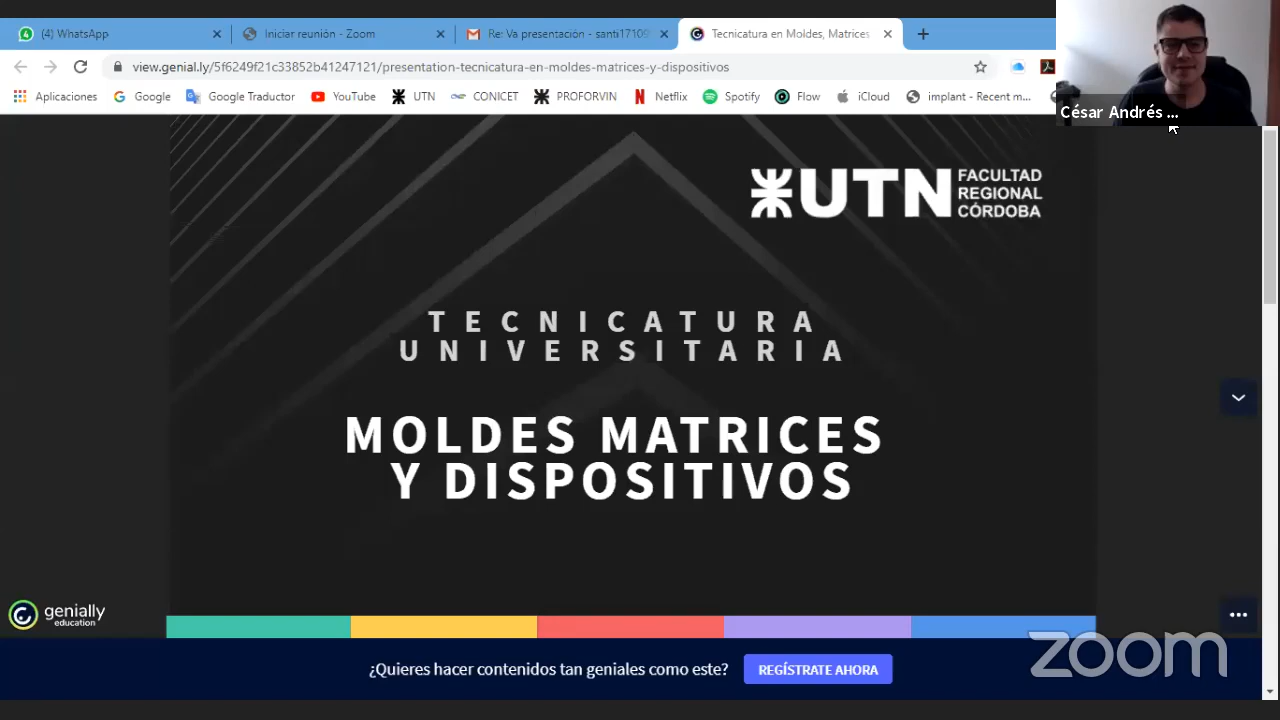 (4) WhatsApp
Iniciar reunión - Zoom
Re: Va presentación - santi17109
Tecnicatura en Moldes, Matrices
view.genial.ly/5f6249f21c33852b41247121/presentation-tecnicatura-en-moldes-matrices-y-dispositivos
Aplicaciones
Google
Google Traductor
YouTube
UTN
CONICET
PROFORVIN
Netflix
Spotify
Flow
iCloud
implant - Recent m...
César Andrés ...
UTN
FACULTAD
REGIONAL
CÓRDOBA
TECNICATURA
UNIVERSITARIA
MOLDES MATRICES
Y DISPOSITIVOS
genially
education
¿Quieres hacer contenidos tan geniales como este?
REGÍSTRATE AHORA
zoom